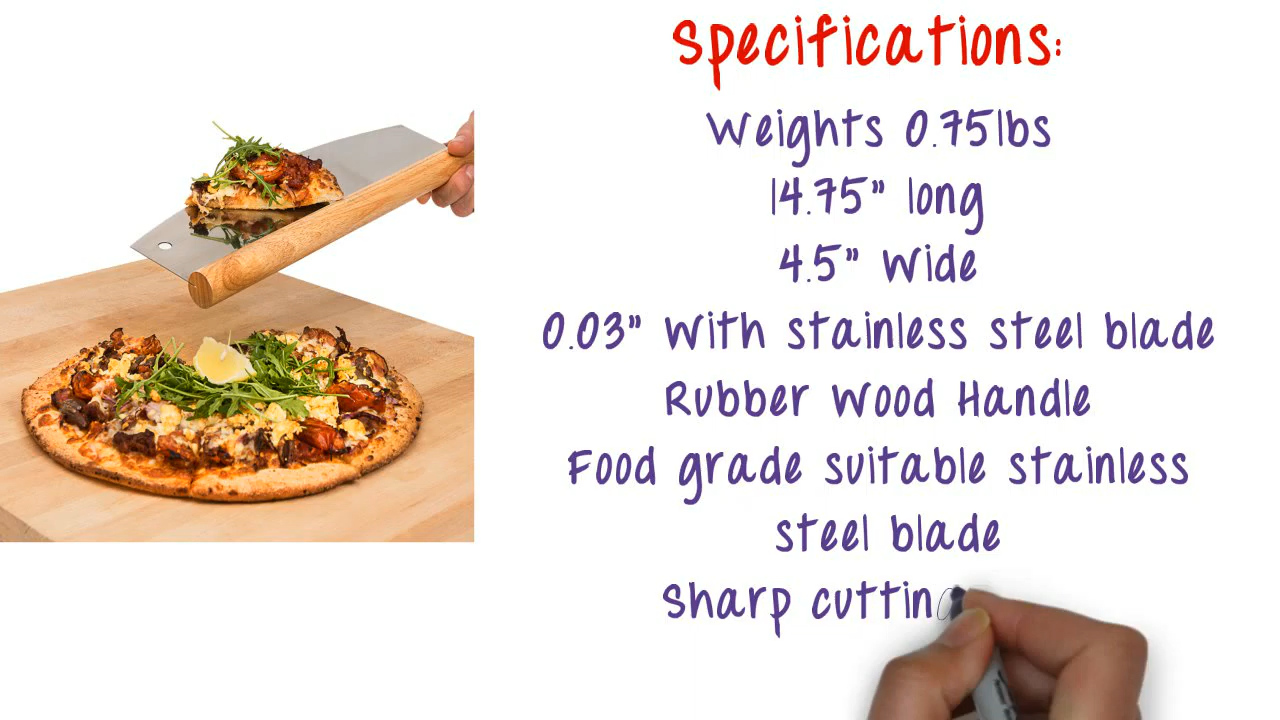 Specifications:
Weights 0.75lbs
14.75" long
4.5" Wide
0.03" With stainless steel blade
Rubber Wood Handle
Food grade suitable stainless
steel blade
Sharp cuttin